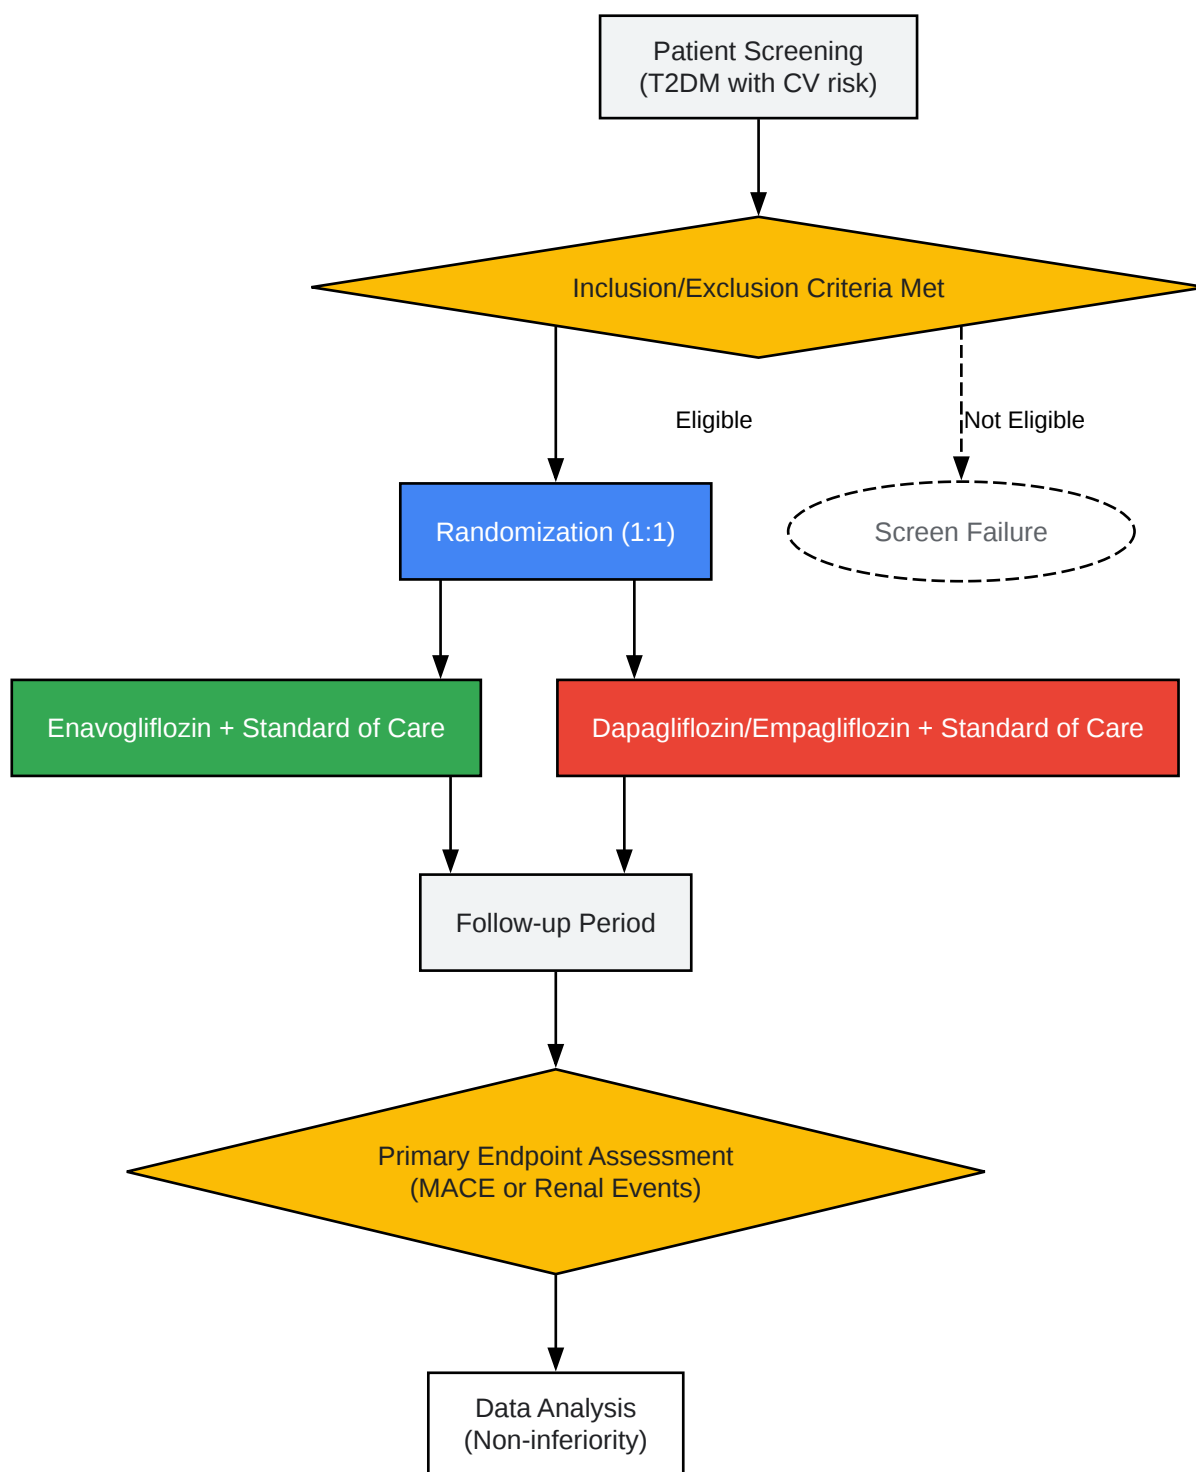 Patient Screening
(T2DM with CV risk)
Inclusion/Exclusion Criteria Met
Eligible
Not Eligible
Randomization (1:1)
Screen Failure
Enavogliflozin + Standard of Care
Dapagliflozin/Empagliflozin + Standard of Care
Follow-up Period
Primary Endpoint Assessment
(MACE or Renal Events)
Data Analysis
(Non-inferiority)